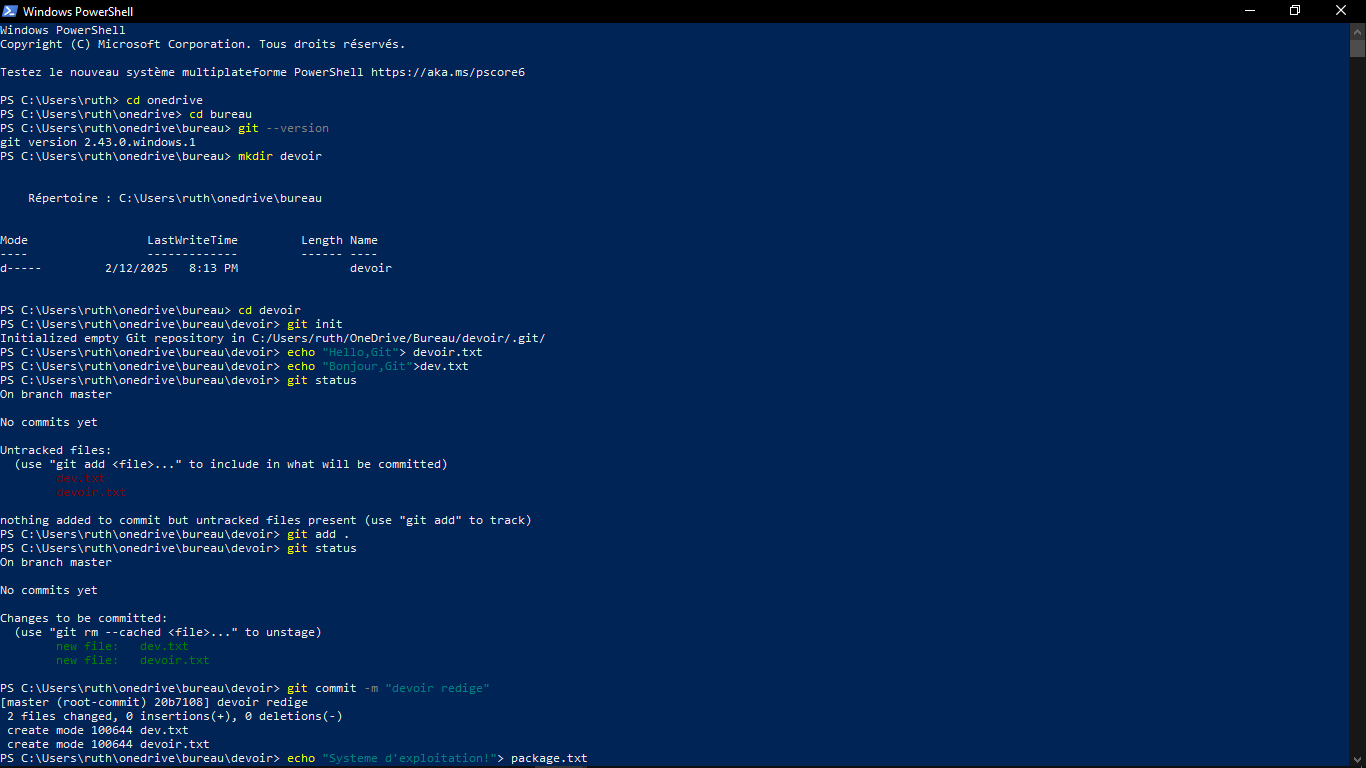 Windows PowerShell
Windows PowerShell
Copyright (C) Microsoft Corporation. Tous droits réservés.
Testez le nouveau système multiplateforme PowerShell https://aka.ms/pscore6
PS C:\Users\ruth> cd onedrive
PS C:\Users\ruth\onedrive> cd bureau
PS C:\Users\ruth\onedrive\bureau> git --version
git version 2.43.0.windows.1
PS C:\Users\ruth\onedrive\bureau> mkdir devoir
    Répertoire : C:\Users\ruth\onedrive\bureau
Mode                 LastWriteTime         Length Name
----                 -------------         ------ ----
d-----         2/12/2025   8:13 PM                devoir
PS C:\Users\ruth\onedrive\bureau> cd devoir
PS C:\Users\ruth\onedrive\bureau\devoir> git init
Initialized empty Git repository in C:/Users/ruth/OneDrive/Bureau/devoir/.git/
PS C:\Users\ruth\onedrive\bureau\devoir> echo "Hello,Git"> devoir.txt
PS C:\Users\ruth\onedrive\bureau\devoir> echo "Bonjour,Git">dev.txt
PS C:\Users\ruth\onedrive\bureau\devoir> git status
On branch master
No commits yet
Untracked files:
  (use "git add <file>..." to include in what will be committed)
        dev.txt
        devoir.txt
nothing added to commit but untracked files present (use "git add" to track)
PS C:\Users\ruth\onedrive\bureau\devoir> git add .
PS C:\Users\ruth\onedrive\bureau\devoir> git status
On branch master
No commits yet
Changes to be committed:
  (use "git rm --cached <file>..." to unstage)
        new file:   dev.txt
        new file:   devoir.txt
PS C:\Users\ruth\onedrive\bureau\devoir> git commit -m "devoir redige"
[master (root-commit) 20b7108] devoir redige
 2 files changed, 0 insertions(+), 0 deletions(-)
 create mode 100644 dev.txt
 create mode 100644 devoir.txt
PS C:\Users\ruth\onedrive\bureau\devoir> echo "Systeme d'exploitation!"> package.txt